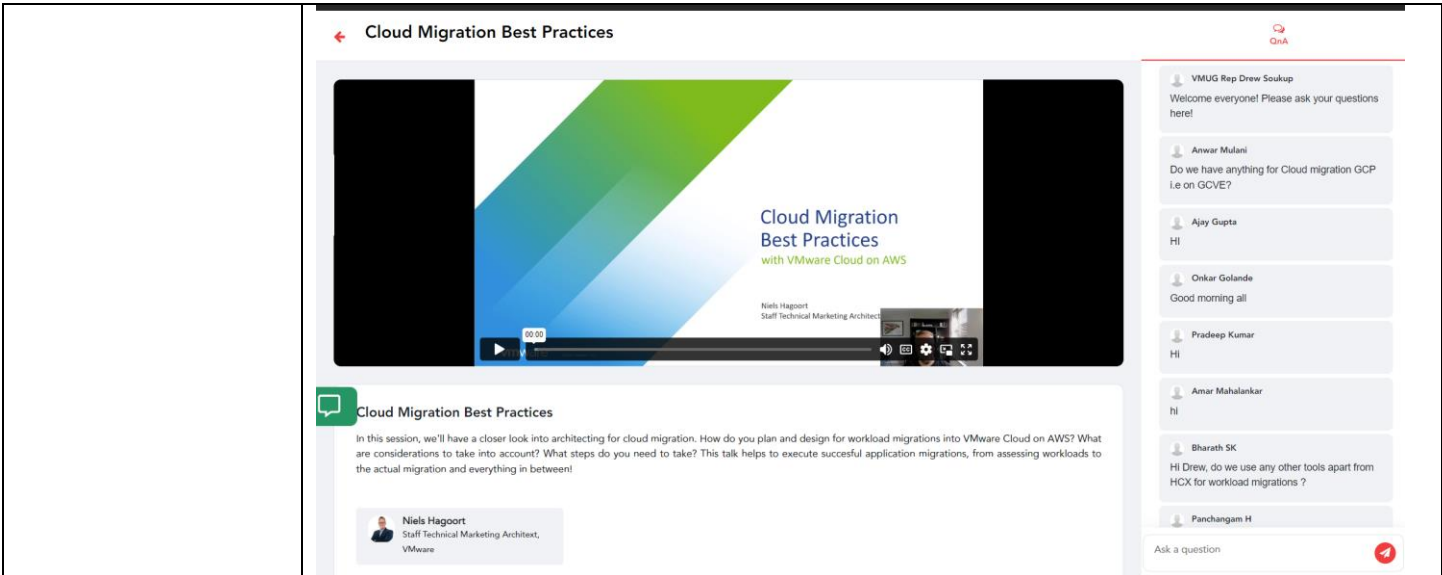 Cloud Migration Best Practices
QnA
Cloud Migration
Best Practices
with VMware Cloud on AWS
Niels Hagoort
Staff Technical Marketing Architect
00:00
vmware
CC
Cloud Migration Best Practices
In this session, we'll have a closer look into architecting for cloud migration. How do you plan and design for workload migrations into VMware Cloud on AWS? What
are considerations to take into account? What steps do you need to take? This talk helps to execute succesful application migrations, from assessing workloads to
the actual migration and everything in between!
Niels Hagoort
Staff Technical Marketing Architext,
VMware
VMUG Rep Drew Soukup
Welcome everyone! Please ask your questions
here!
Anwar Mulani
Do we have anything for Cloud migration GCP
i.e on GCVE?
Ajay Gupta
HI
Onkar Golande
Good morning all
Pradeep Kumar
Hi
Amar Mahalankar
hi
Bharath SK
Hi Drew, do we use any other tools apart from
HCX for workload migrations ?
Panchangam H
Ask a question